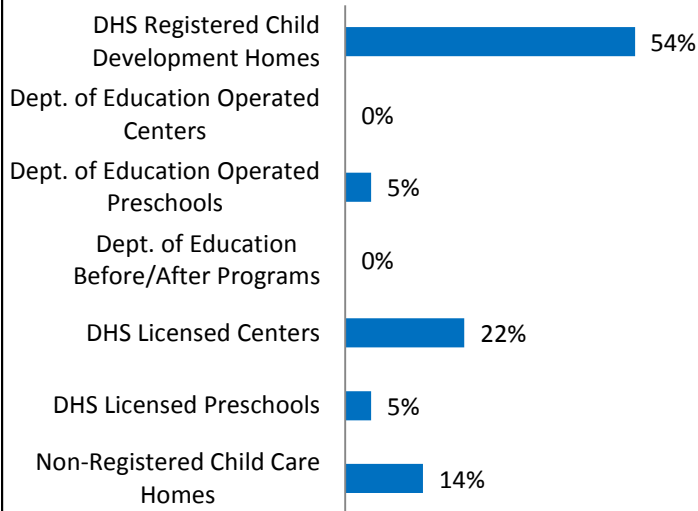 DHS Registered Child
Development Homes
54%
Dept. of Education Operated
Centers
0%
Dept. of Education Operated
Preschools
5%
Dept. of Education
Before/After Programs
0%
DHS Licensed Centers
22%
DHS Licensed Preschools
5%
Non-Registered Child Care
Homes
14%